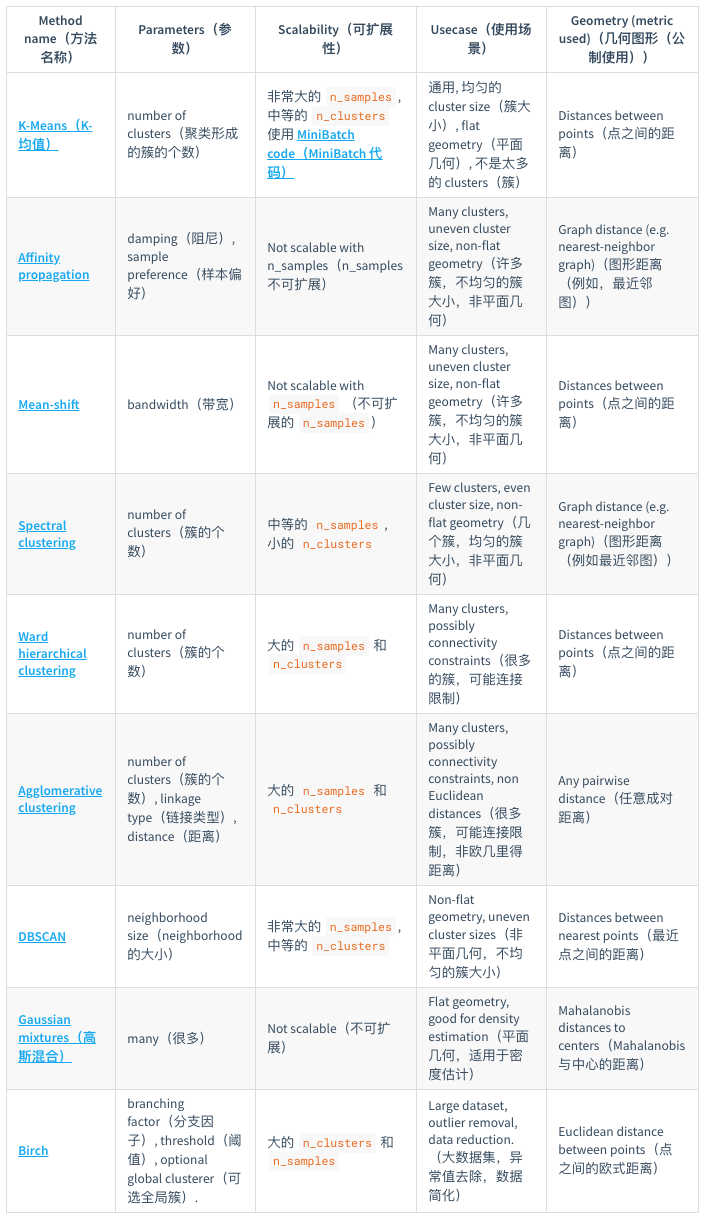 Method
name（方法
名称）
Parameters（参
数）
Scalability（可扩展
性）
Usecase（使用场
景）
Geometry (metric
used)（几何图形（公
制使用））
K-Means（K-
均值）
number of
clusters（聚类形成
的簇的个数）
非常大的 n_samples ,
中等的 n_clusters
使用 MiniBatch
code（MiniBatch 代
码）
通用, 均匀的
cluster size（簇大
小）, flat
geometry（平面
几何）, 不是太多
的 clusters（簇）
Distances between
points（点之间的距
离）
Affinity
propagation
damping（阻尼）,
sample
preference（样本偏
好）
Not scalable with
n_samples（n_samples
不可扩展）
Many clusters,
uneven cluster
size, non-flat
geometry（许多
簇，不均匀的簇
大小，非平面几
何）
Graph distance (e.g.
nearest-neighbor
graph)（图形距离
（例如，最近邻
图））
Mean-shift
bandwidth（带宽）
Not scalable with
n_samples （不可扩
展的 n_samples ）
Many clusters,
uneven cluster
size, non-flat
geometry（许多
簇，不均匀的簇
大小，非平面几
何）
Distances between
points（点之间的距
离）
Spectral
clustering
number of
clusters（簇的个
数）
中等的 n_samples ,
小的 n_clusters
Few clusters, even
cluster size, non-
flat geometry（几
个簇，均匀的簇
大小，非平面几
何）
Graph distance (e.g.
nearest-neighbor
graph)（图形距离
（例如最近邻图））
Ward
hierarchical
clustering
number of
clusters（簇的个
数）
大的 n_samples 和
n_clusters
Many clusters,
possibly
connectivity
constraints（很多
的簇，可能连接
限制）
Distances between
points（点之间的距
离）
Agglomerative
clustering
number of
clusters（簇的个
数）, linkage
type（链接类型）,
distance（距离）
大的 n_samples 和
n_clusters
Many clusters,
possibly
connectivity
constraints, non
Euclidean
distances（很多
簇，可能连接限
制，非欧几里得
距离）
Any pairwise
distance（任意成对
距离）
DBSCAN
neighborhood
size（neighborhood
的大小）
非常大的 n_samples ,
中等的 n_clusters
Non-flat
geometry, uneven
cluster sizes（非
平面几何，不均
匀的簇大小）
Distances between
nearest points（最近
点之间的距离）
Gaussian
mixtures（高
斯混合）
many（很多）
Not scalable（不可扩
展）
Flat geometry,
good for density
estimation（平面
几何，适用于密
度估计）
Mahalanobis
distances to
centers（Mahalanobis
与中心的距离）
Birch
branching
factor（分支因
子）, threshold（阈
值）, optional
global clusterer（可
选全局簇）.
大的 n_clusters 和
n_samples
Large dataset,
outlier removal,
data reduction.
（大数据集，异
常值去除，数据
简化）
Euclidean distance
between points（点
之间的欧式距离）